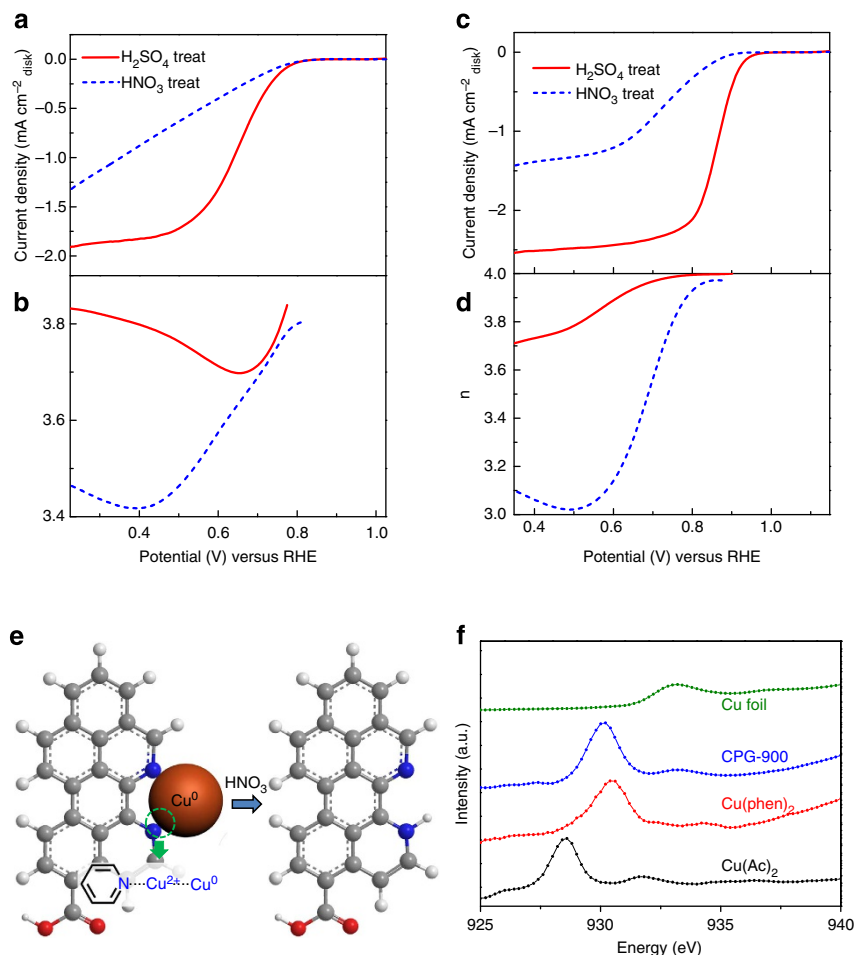 a
Current density (mA cm⁻² disk)
0.0
−0.5
−1.0
−1.5
−2.0
H₂SO₄ treat
HNO₃ treat
b
3.8
3.6
3.4
0.4
0.6
0.8
1.0
Potential (V) versus RHE
c
Current density (mA cm⁻² disk)
0
−1
−2
H₂SO₄ treat
HNO₃ treat
d
n
4.0
3.8
3.6
3.4
3.2
3.0
0.4
0.6
0.8
1.0
Potential (V) versus RHE
e
Cu⁰
HNO₃
N Cu²⁺ Cu⁰
f
Intensity (a.u.)
Cu foil
CPG-900
Cu(phen)₂
Cu(Ac)₂
925
930
935
940
Energy (eV)